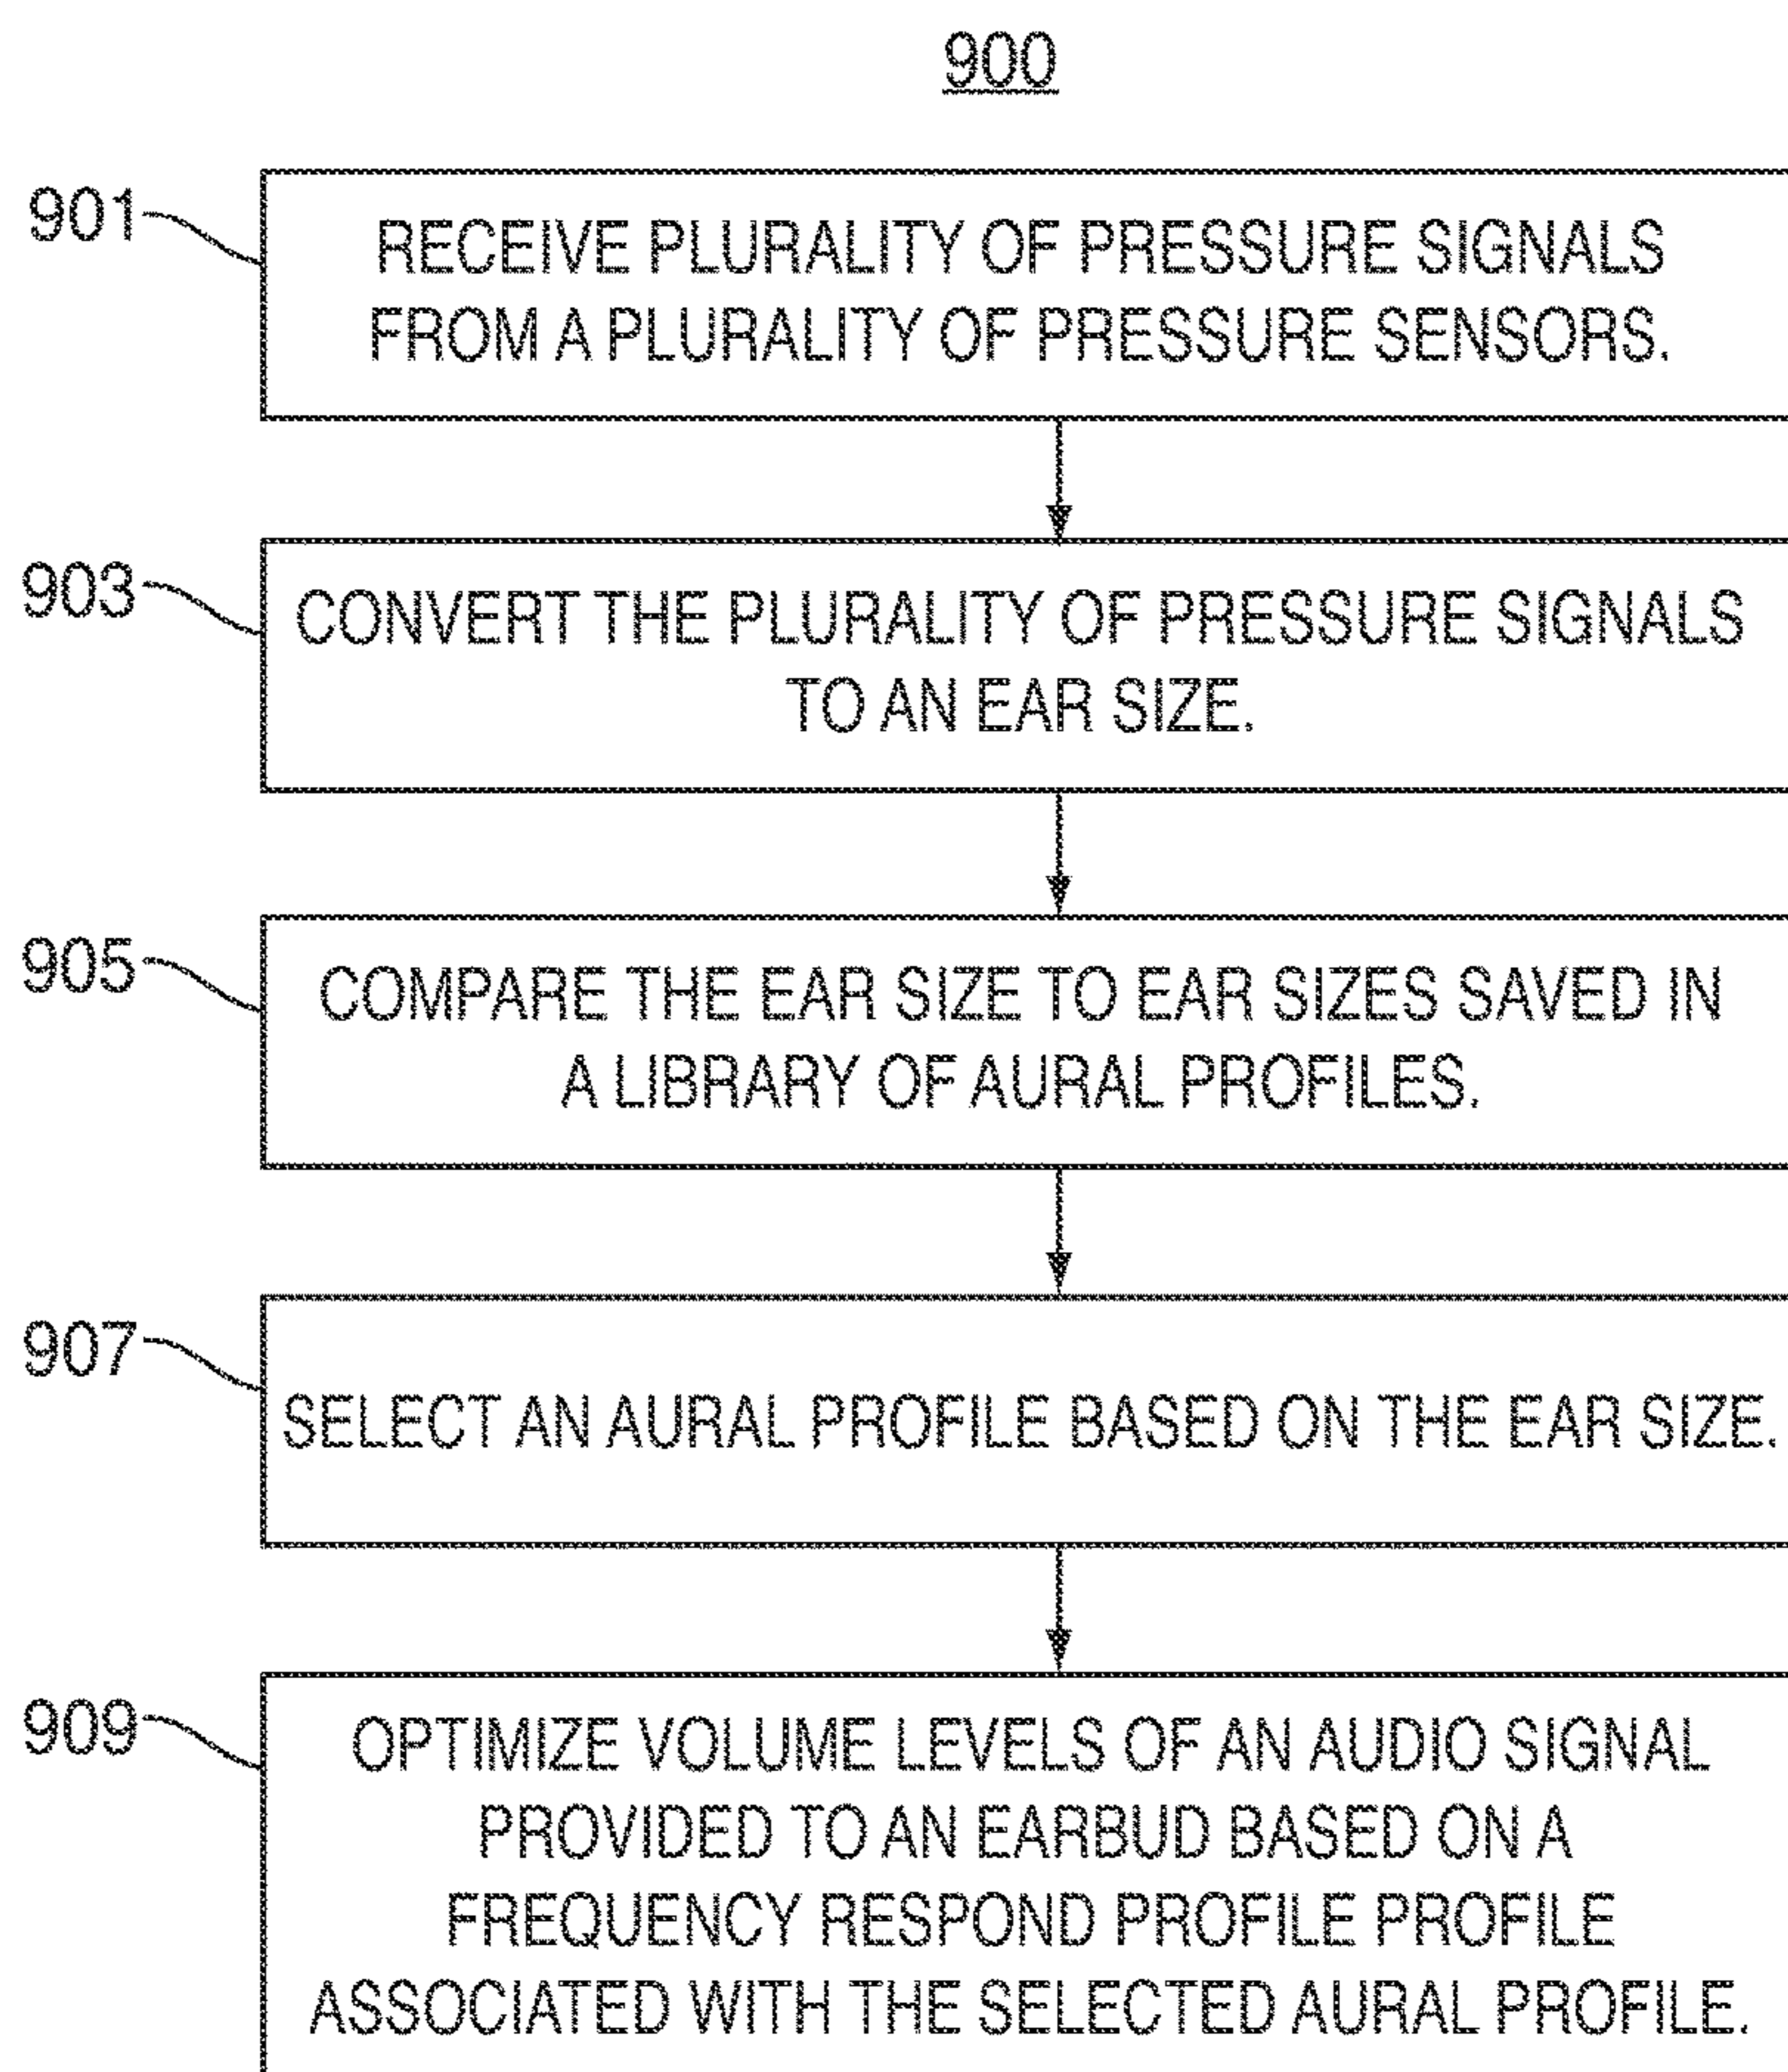 900
901
RECEIVE PLURALITY OF PRESSURE SIGNALS
FROM A PLURALITY OF PRESSURE SENSORS.
903
CONVERT THE PLURALITY OF PRESSURE SIGNALS
TO AN EAR SIZE.
905
COMPARE THE EAR SIZE TO EAR SIZES SAVED IN
A LIBRARY OF AURAL PROFILES.
907
SELECT AN AURAL PROFILE BASED ON THE EAR SIZE.
909
OPTIMIZE VOLUME LEVELS OF AN AUDIO SIGNAL
PROVIDED TO AN EARBUD BASED ON A
FREQUENCY RESPOND PROFILE PROFILE
ASSOCIATED WITH THE SELECTED AURAL PROFILE.